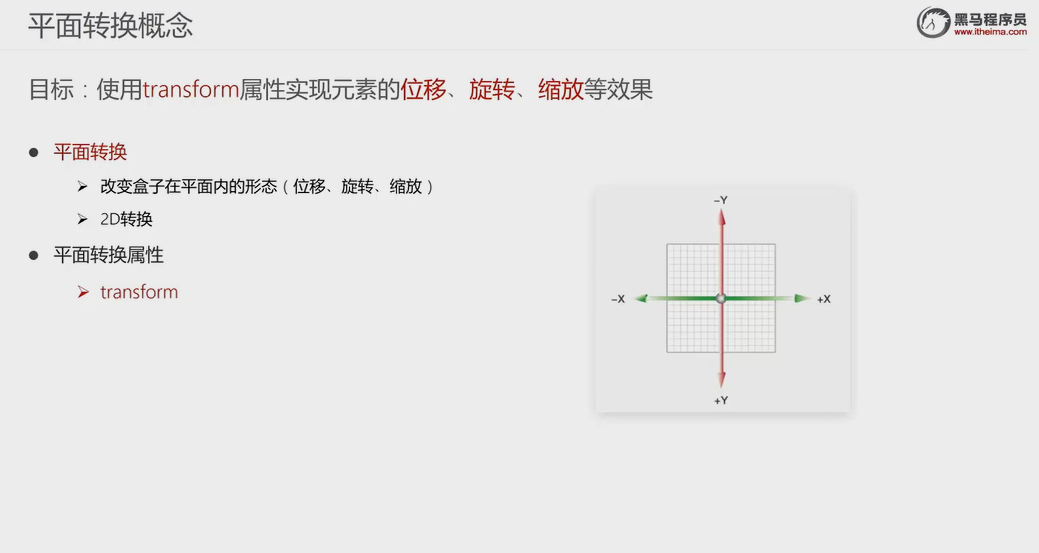 平面转换概念
黑马程序员
www.itheima.com
目标：使用transform属性实现元素的位移、旋转、缩放等效果
平面转换
改变盒子在平面内的形态（位移、旋转、缩放）
2D转换
平面转换属性
transform
-Y
-X
+X
+Y